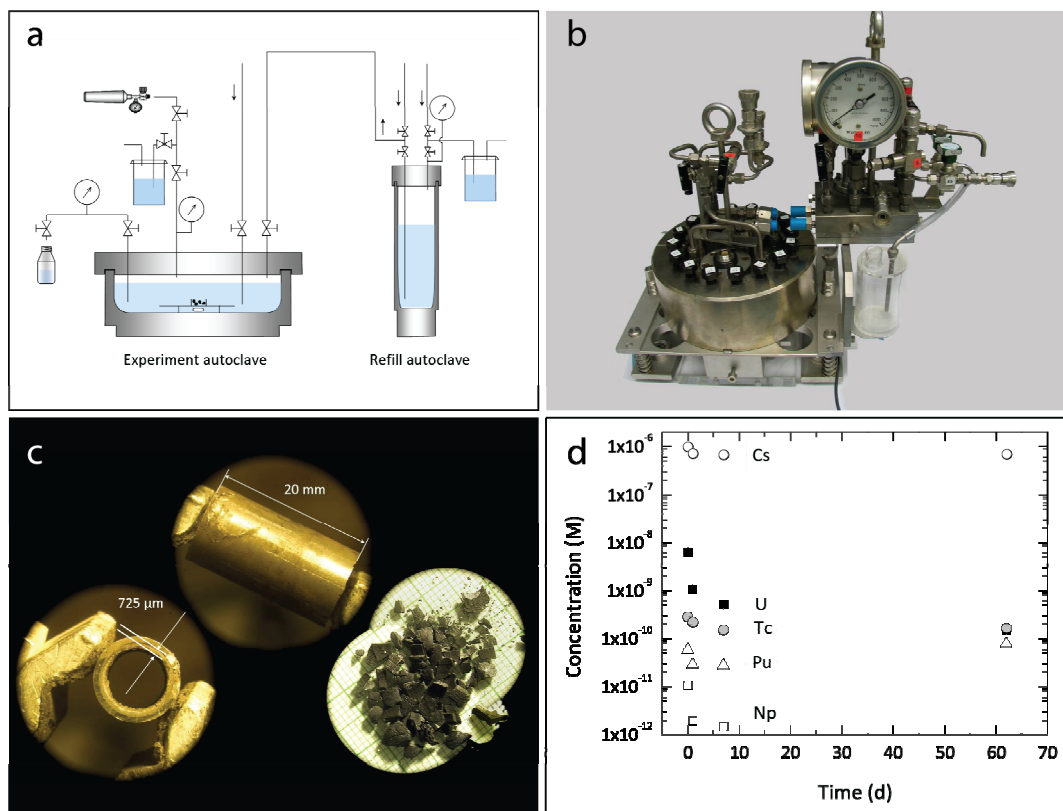 a
Experiment autoclave
Refill autoclave
b
c
20 mm
725 µm
d
1x10⁻⁶
1x10⁻⁷
1x10⁻⁸
1x10⁻⁹
1x10⁻¹⁰
1x10⁻¹¹
1x10⁻¹²
Concentration (M)
Cs
U
Tc
Pu
Np
0 10 20 30 40 50 60 70
Time (d)